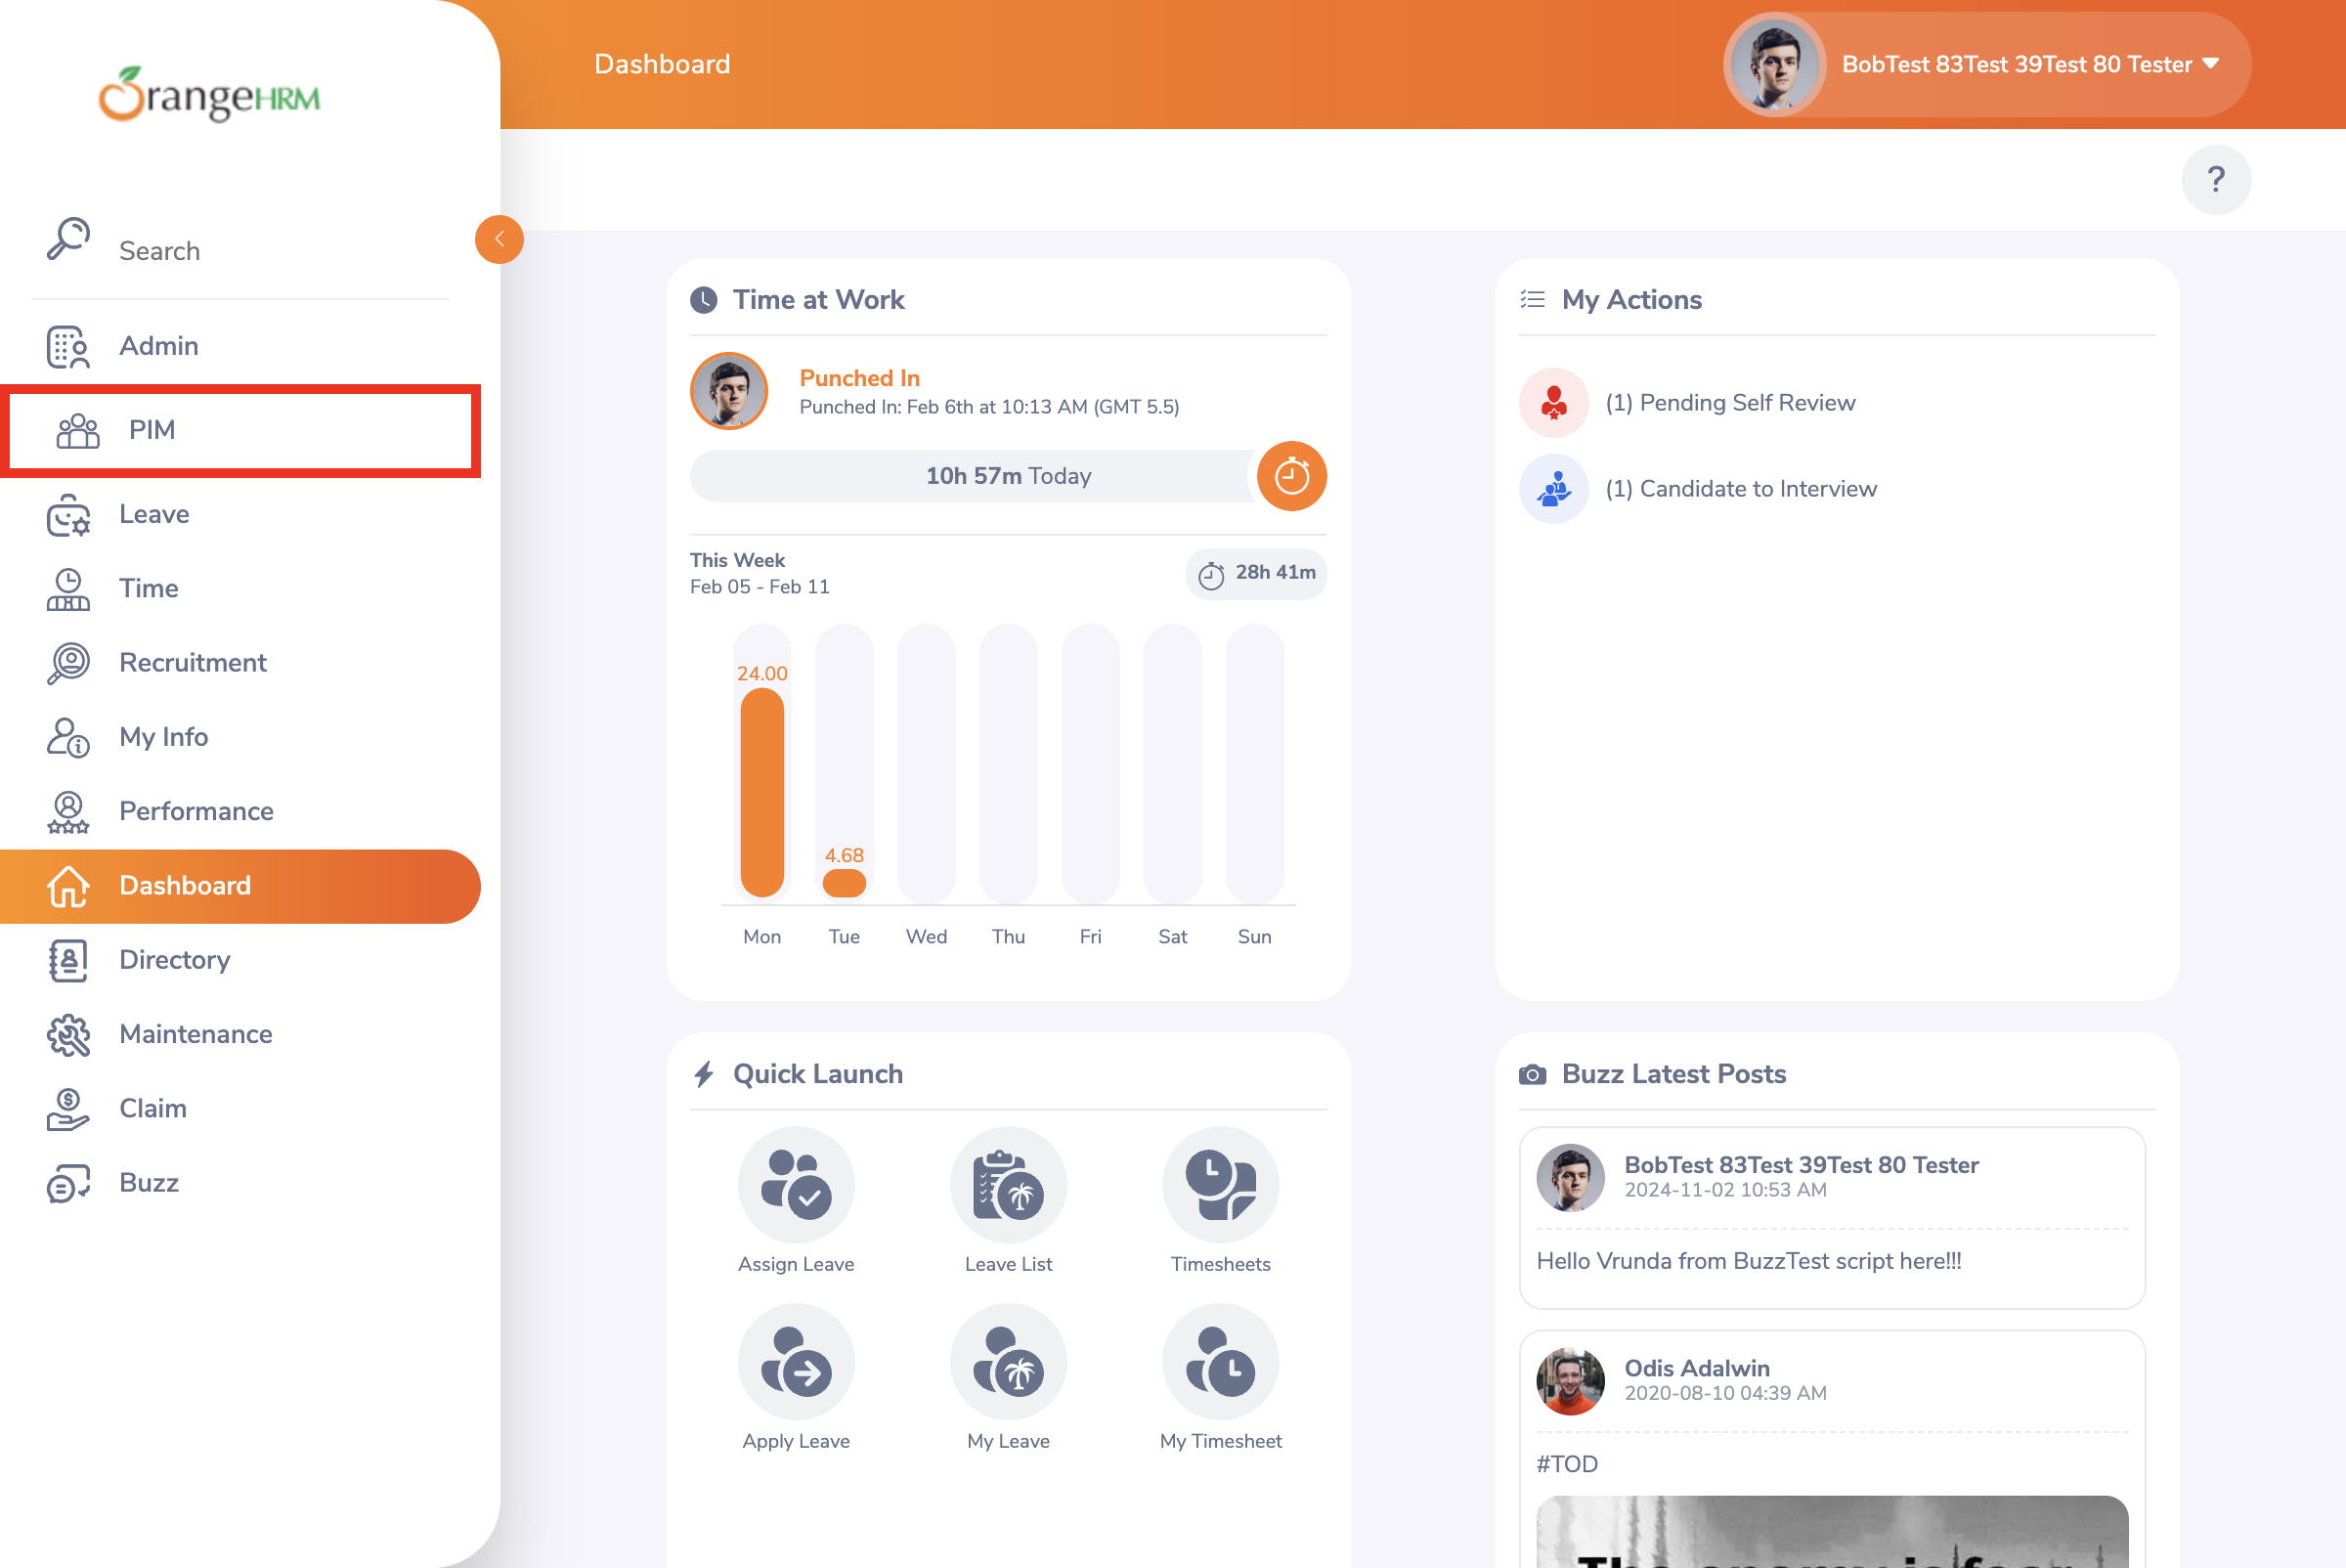 OrangeHRM
Dashboard
BobTest 83Test 39Test 80 Tester
?
Search
Admin
PIM
Leave
Time
Recruitment
My Info
Performance
Dashboard
Directory
Maintenance
Claim
Buzz
Time at Work
Punched In
Punched In: Feb 6th at 10:13 AM (GMT 5.5)
10h 57m Today
This Week
Feb 05 - Feb 11
28h 41m
24.00
4.68
Mon Tue Wed Thu Fri Sat Sun
My Actions
(1) Pending Self Review
(1) Candidate to Interview
Quick Launch
Assign Leave
Leave List
Timesheets
Apply Leave
My Leave
My Timesheet
Buzz Latest Posts
BobTest 83Test 39Test 80 Tester
2024-11-02 10:53 AM
Hello Vrunda from BuzzTest script here!!!
Odis Adalwin
2020-08-10 04:39 AM
#TOD
The enemy is fear